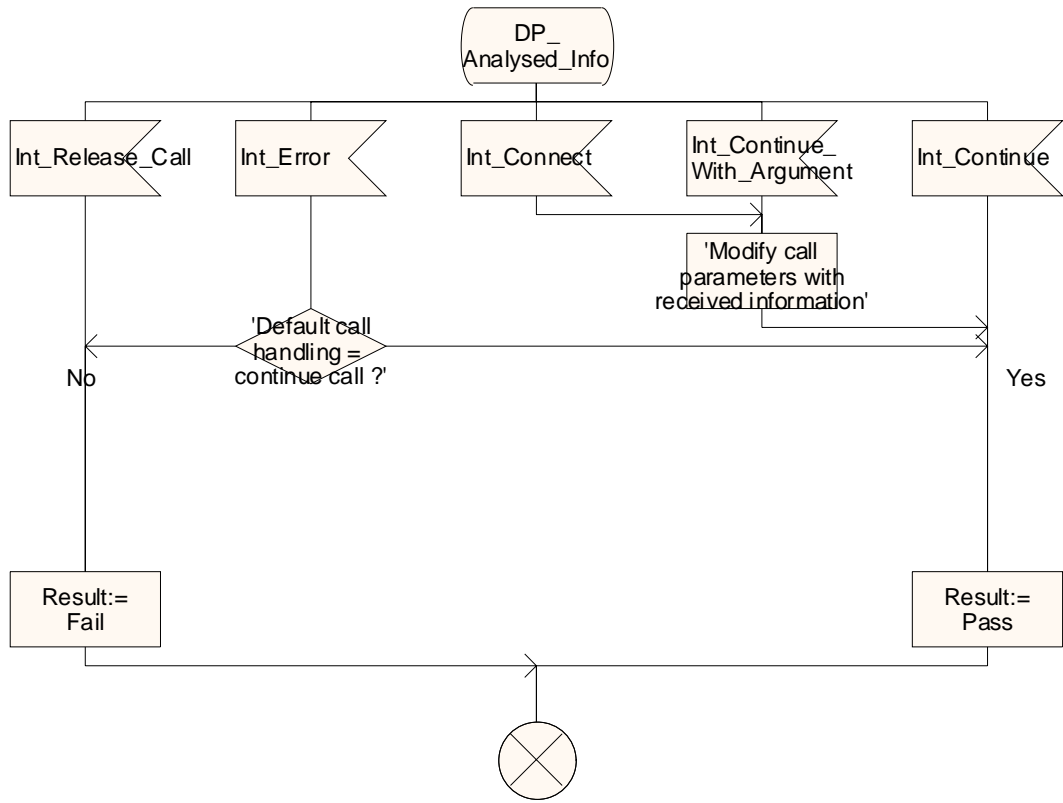 DP_
Analysed_Info
Int_Release_Call
Int_Error
Int_Connect
Int_Continue_
With_Argument
Int_Continue
'Modify call
parameters with
received information'
'Default call
handling =
continue call ?'
No
Yes
Result:=
Fail
Result:=
Pass